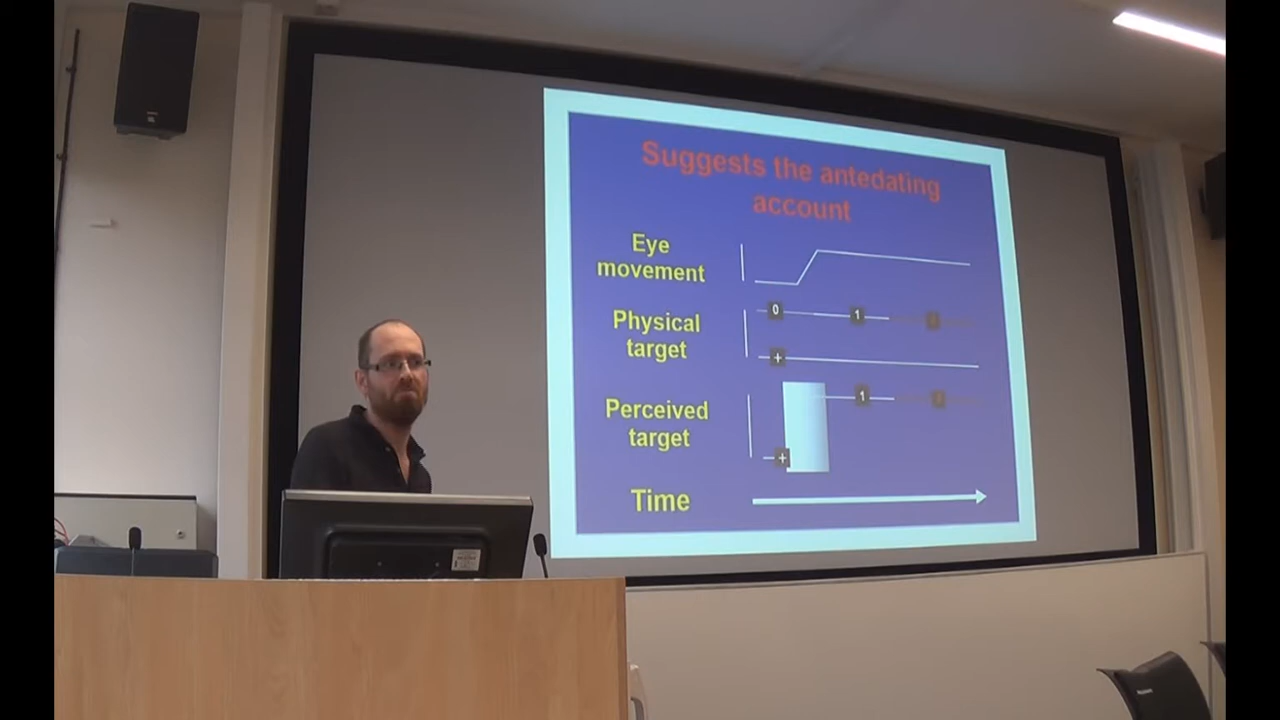 Suggests the antedating
account
Eye
movement
Physical
target
0
1
+
Perceived
target
1
+
Time